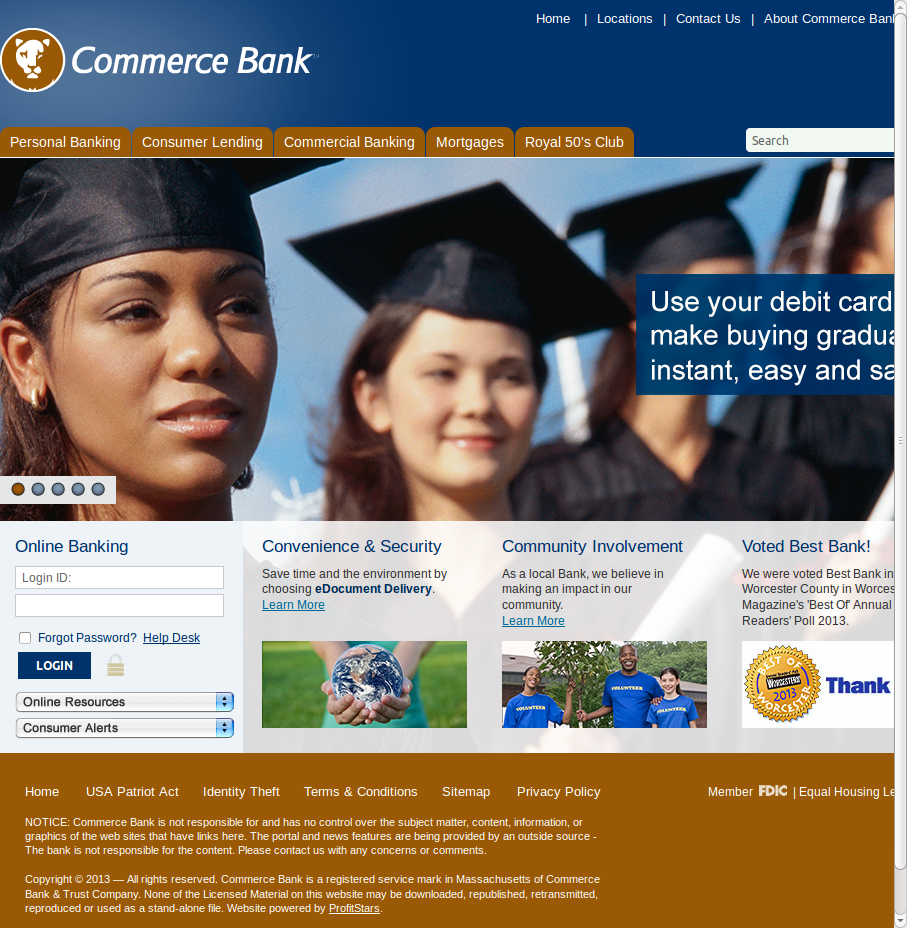 Home | Locations | Contact Us | About Commerce Bank
Commerce Bank
Personal Banking
Consumer Lending
Commercial Banking
Mortgages
Royal 50's Club
Search
Use your debit card
make buying gradua
instant, easy and sa
Online Banking
Login ID:
Forgot Password? Help Desk
LOGIN
Online Resources
Consumer Alerts
Convenience & Security
Save time and the environment by
choosing eDocument Delivery.
Learn More
Community Involvement
As a local Bank, we believe in
making an impact in our
community.
Learn More
VOLUNTEER
VOLUNTEER
VOLUNTEER
Voted Best Bank!
We were voted Best Bank in
Worcester County in Worces
Magazine's 'Best Of' Annual
Readers' Poll 2013.
BEST OF
WORCESTER
2013
Thank
Home USA Patriot Act Identity Theft Terms & Conditions Sitemap Privacy Policy
Member FDIC | Equal Housing Le
NOTICE: Commerce Bank is not responsible for and has no control over the subject matter, content, information, or
graphics of the web sites that have links here. The portal and news features are being provided by an outside source -
The bank is not responsible for the content. Please contact us with any concerns or comments.
Copyright © 2013 — All rights reserved. Commerce Bank is a registered service mark in Massachusetts of Commerce
Bank & Trust Company. None of the Licensed Material on this website may be downloaded, republished, retransmitted,
reproduced or used as a stand-alone file. Website powered by ProfitStars.